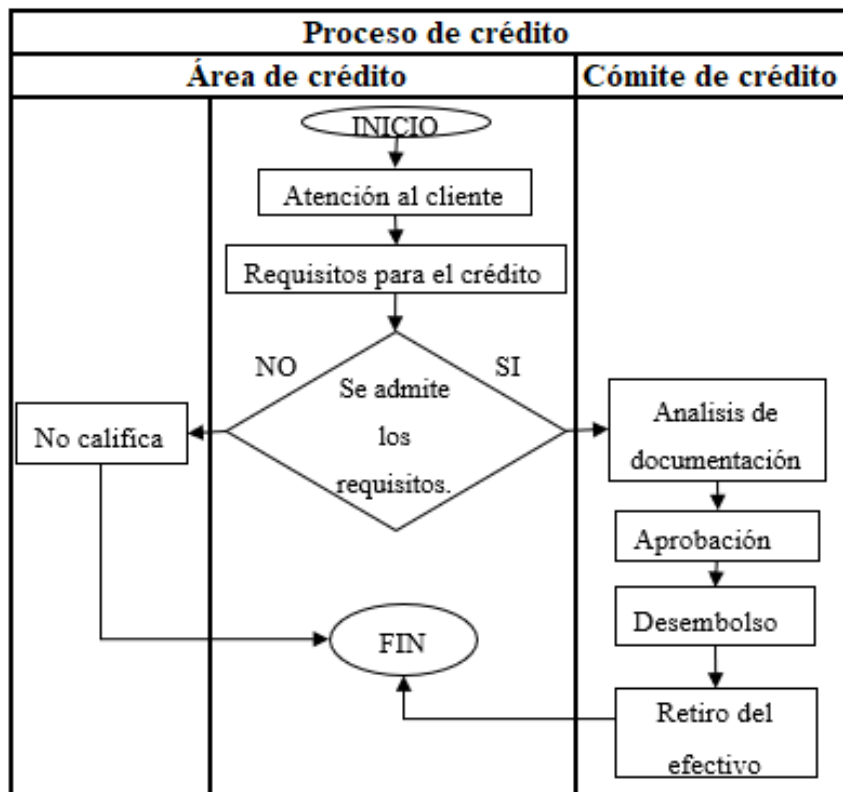 Proceso de crédito
Área de crédito
Cómite de crédito
INICIO
Atención al cliente
Requisitos para el crédito
NO
SI
Se admite
los
requisitos.
No califica
Analisis de
documentación
Aprobación
Desembolso
FIN
Retiro del
efectivo